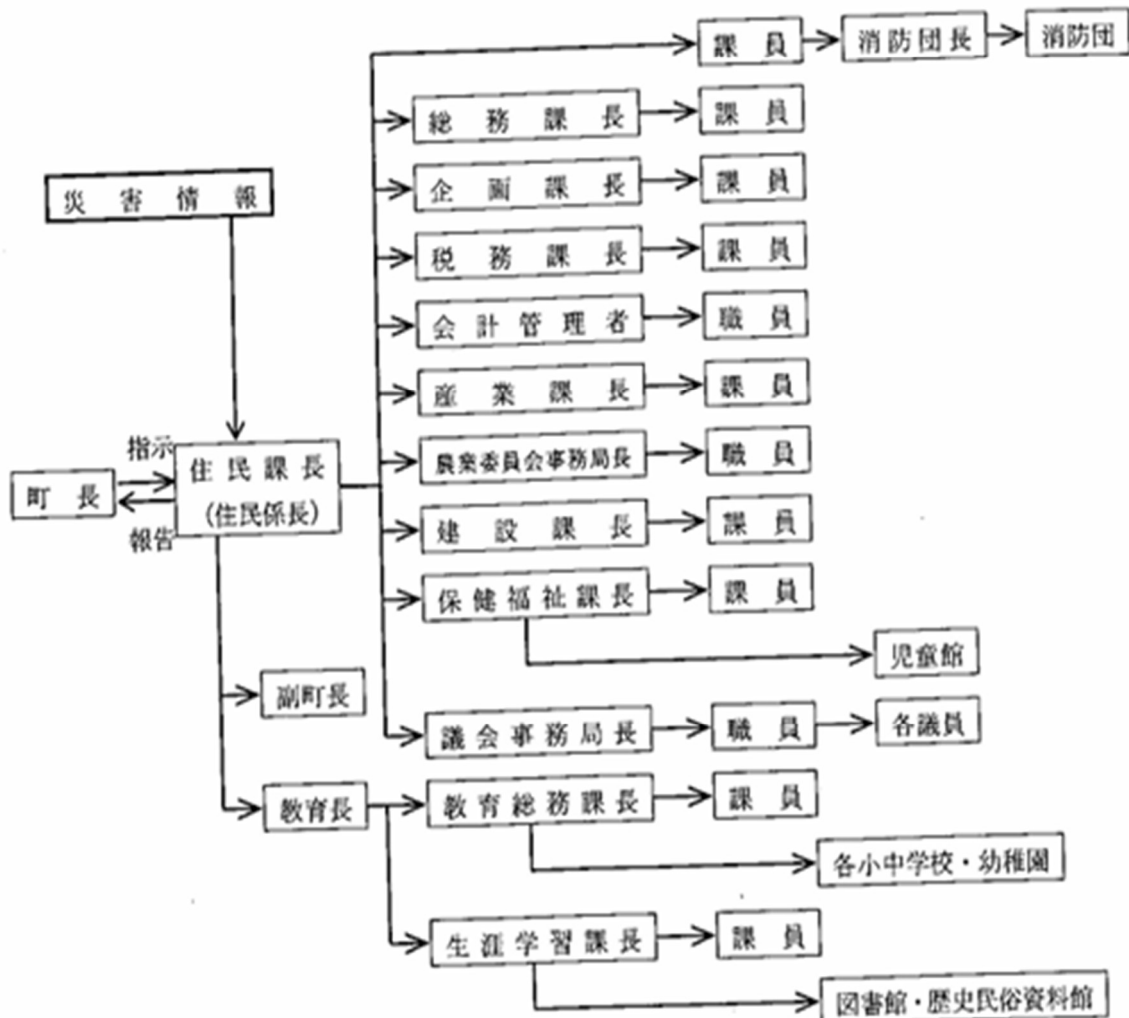 課員 消防団長 消防団
総務課長 課員
企画課長 課員
災害情報
税務課長 課員
会計管理者 職員
産業課長 課員
指示
農業委員会事務局長 職員
町長
住民課長
(住民係長)
報告
建設課長 課員
保健福祉課長 課員
児童館
副町長
議会事務局長 職員 各議員
教育長 教育総務課長 課員
各小中学校・幼稚園
生涯学習課長 課員
図書館・歴史民俗資料館